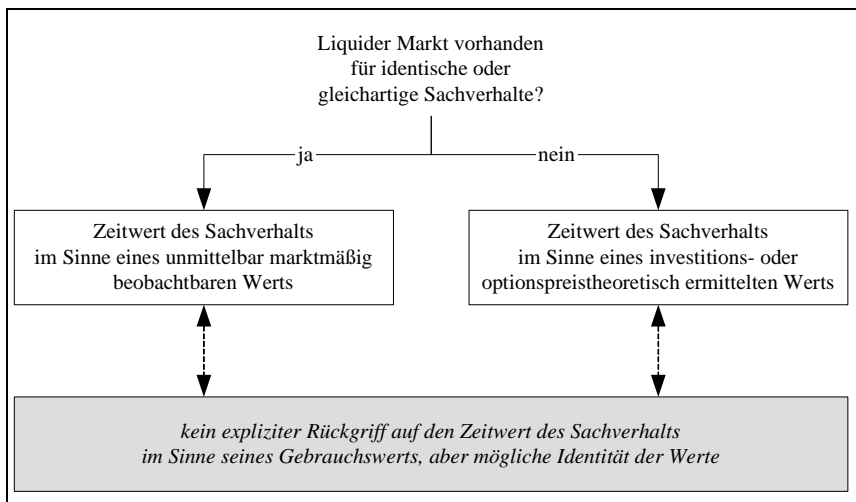 Liquider Markt vorhanden
für identische oder
gleichartige Sachverhalte?
ja
nein
Zeitwert des Sachverhalts
im Sinne eines unmittelbar marktmäßig
beobachtbaren Werts
Zeitwert des Sachverhalts
im Sinne eines investitions- oder
optionspreistheoretisch ermittelten Werts
kein expliziter Rückgriff auf den Zeitwert des Sachverhalts
im Sinne seines Gebrauchswerts, aber mögliche Identität der Werte